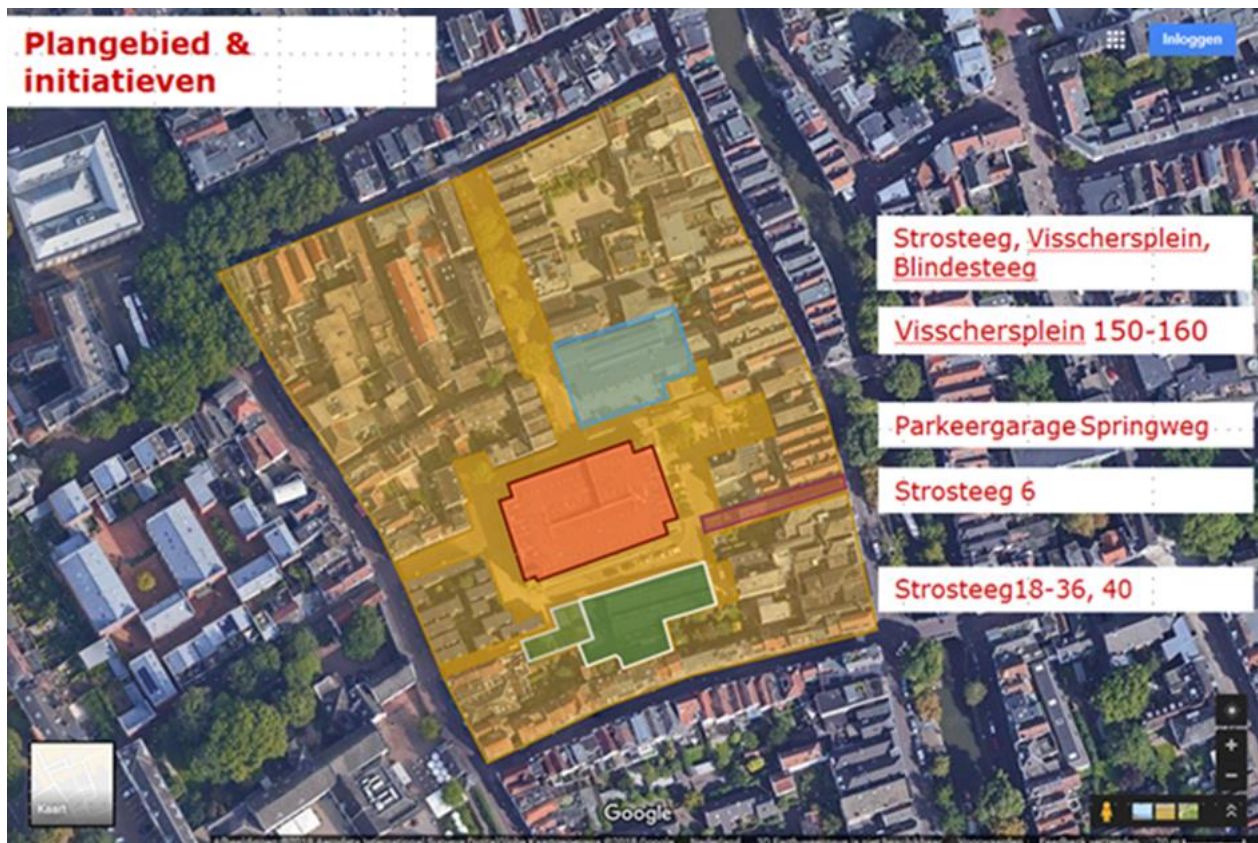 Plangebied &
initiatieven
Inloggen
Strosteeg, Visschersplein,
Blindesteeg
Visschersplein 150-160
Parkeergarage Springweg
Strosteeg 6
Strosteeg18-36, 40
Kaart
Google